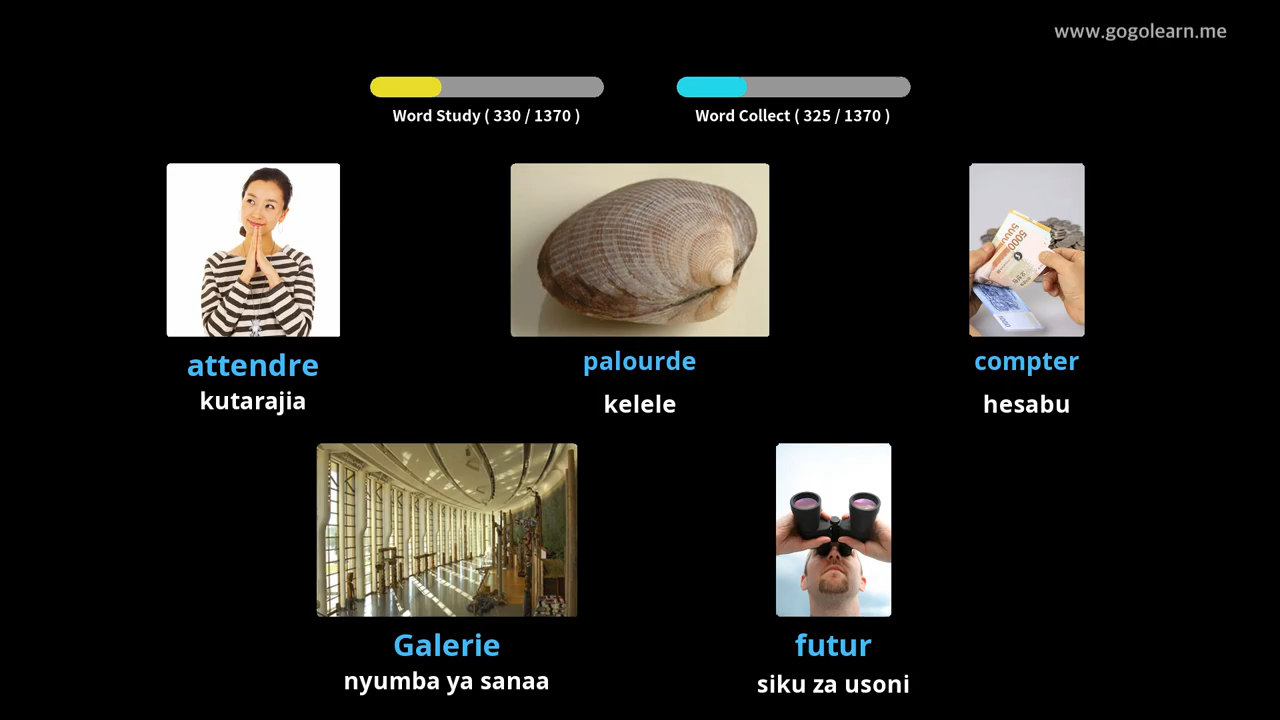 www.gogolearn.me
Word Study ( 330 / 1370 )
Word Collect ( 325 / 1370 )
attendre
kutarajia
palourde
kelele
compter
hesabu
Galerie
nyumba ya sanaa
futur
siku za usoni